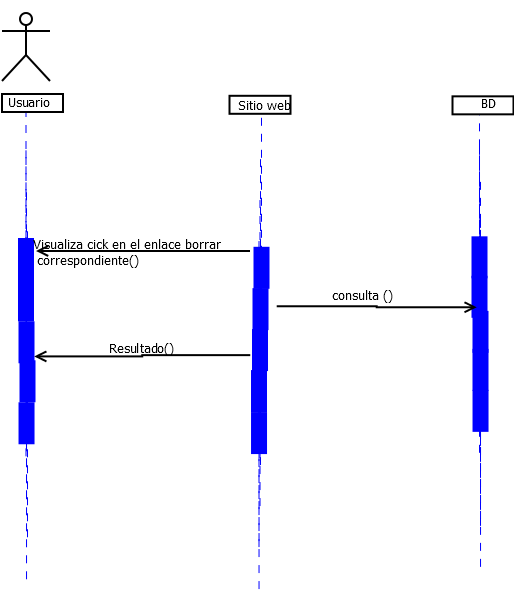 Usuario
Sitio web
BD
Visualiza cick en el enlace borrar
correspondiente()
consulta ()
Resultado()